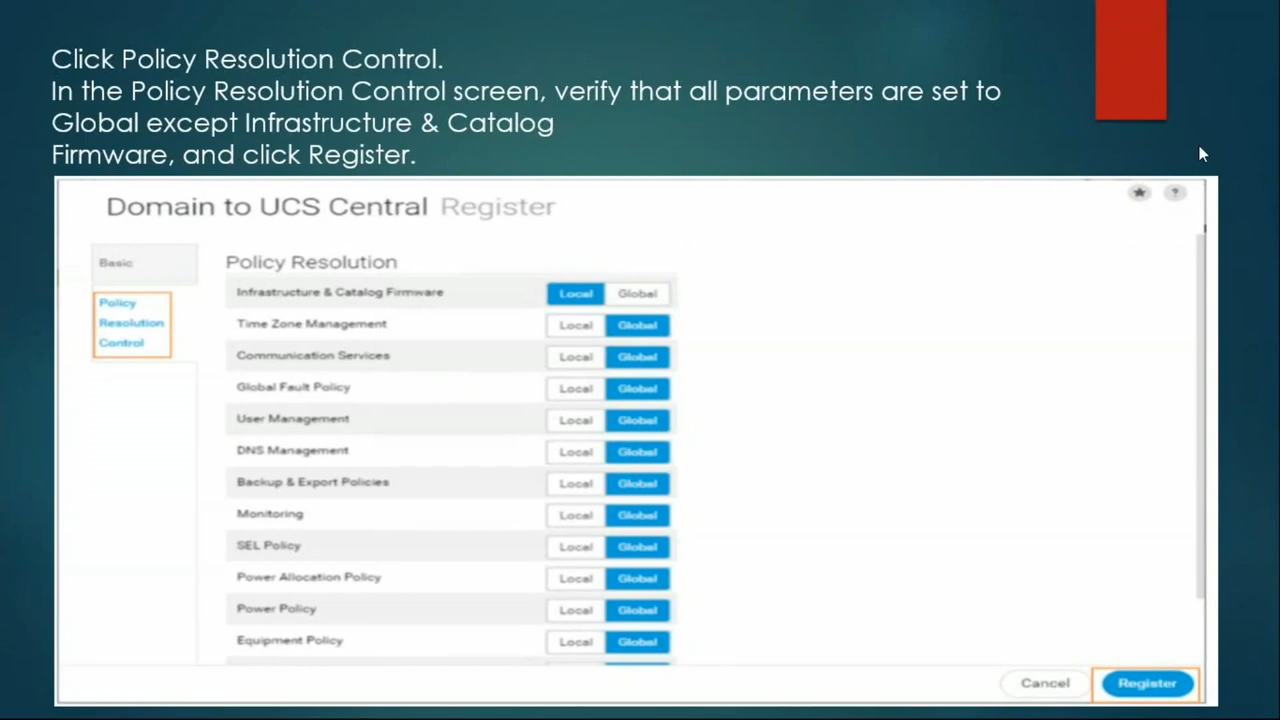 Click Policy Resolution Control.
In the Policy Resolution Control screen, verify that all parameters are set to
Global except Infrastructure & Catalog
Firmware, and click Register.
Domain to UCS Central Register
★ ?
Basic
Policy
Resolution
Control
Policy Resolution
Infrastructure & Catalog Firmware Local Global
Time Zone Management Local Global
Communication Services Local Global
Global Fault Policy Local Global
User Management Local Global
DNS Management Local Global
Backup & Export Policies Local Global
Monitoring Local Global
SEL Policy Local Global
Power Allocation Policy Local Global
Power Policy Local Global
Equipment Policy Local Global
Cancel Register